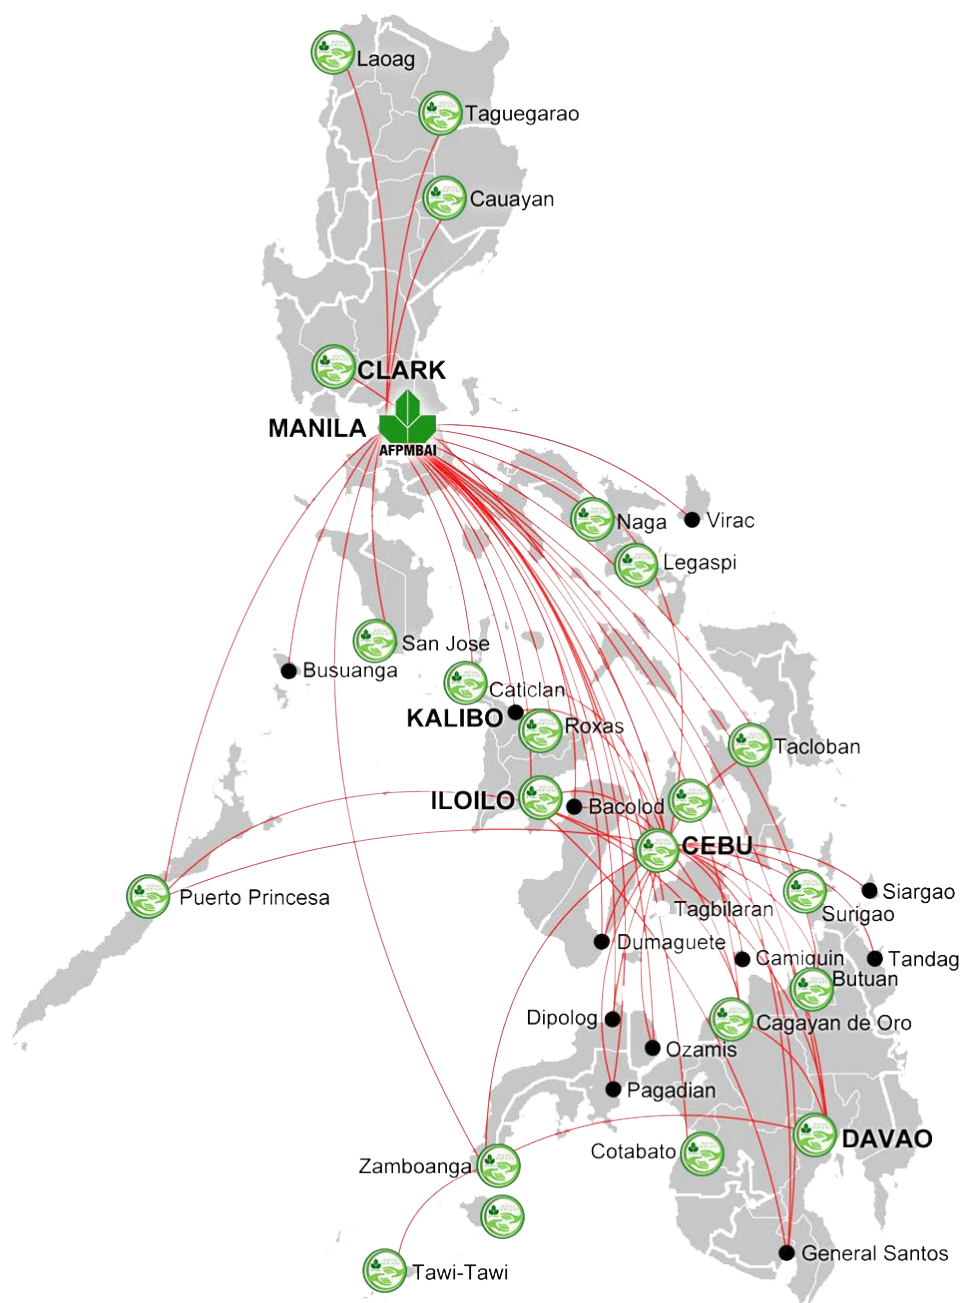 Laoag
Taguegarao
Cauayan
CLARK
MANILA
AFPMBAI
Virac
Naga
Legaspi
San Jose
Busuanga
Caticlan
KALIBO
Roxas
Tacloban
ILOILO
Bacolod
CEBU
Siargao
Puerto Princesa
Tagbilaran
Surigao
Dumaguete
Camiquin
Tandag
Butuan
Dipolog
Cagayan de Oro
Ozamis
Pagadian
DAVAO
Cotabato
Zamboanga
General Santos
Tawi-Tawi